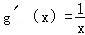 g′ (x) = 1/x